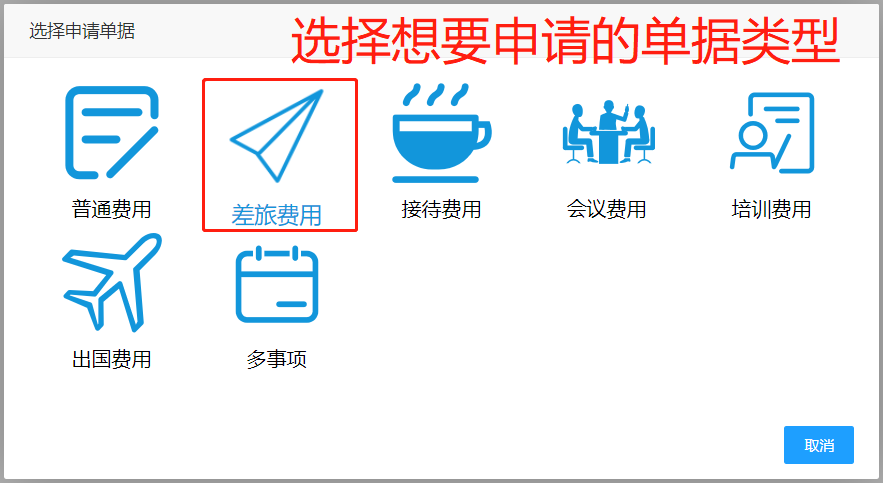 选择申请单据
选择想要申请的单据类型
普通费用
差旅费用
接待费用
会议费用
培训费用
出国费用
多事项
取消